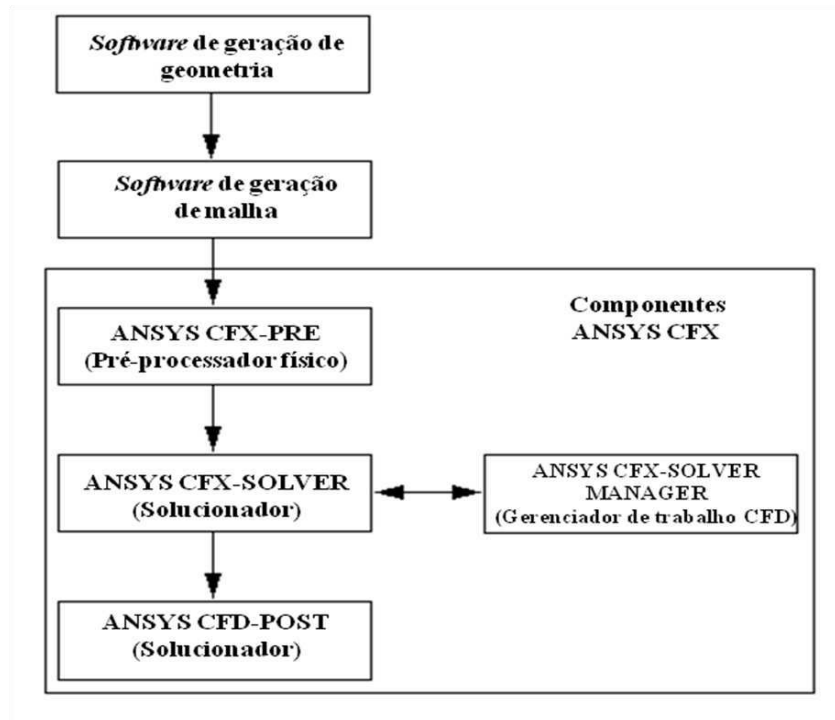 Software de geração de
geometria
Software de geração
de malha
Componentes
ANSYS CFX
ANSYS CFX-PRE
(Pré-processador físico)
ANSYS CFX-SOLVER
(Solucionador)
ANSYS CFX-SOLVER
MANAGER
(Gerenciador de trabalho CFD)
ANSYS CFD-POST
(Solucionador)